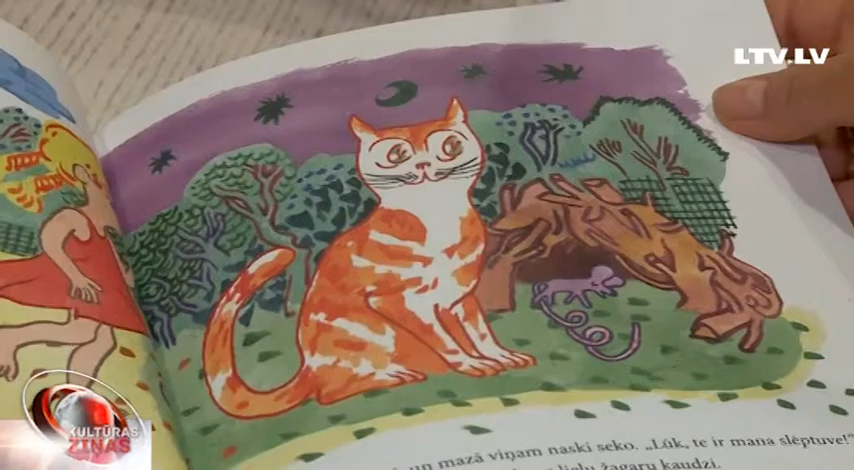 LTV.LV
un mazā viņam naski seko. „Lūk, te ir mana slēptuve!”
lielu žagaru kaudzi.
KULTŪRAS
ZIŅAS